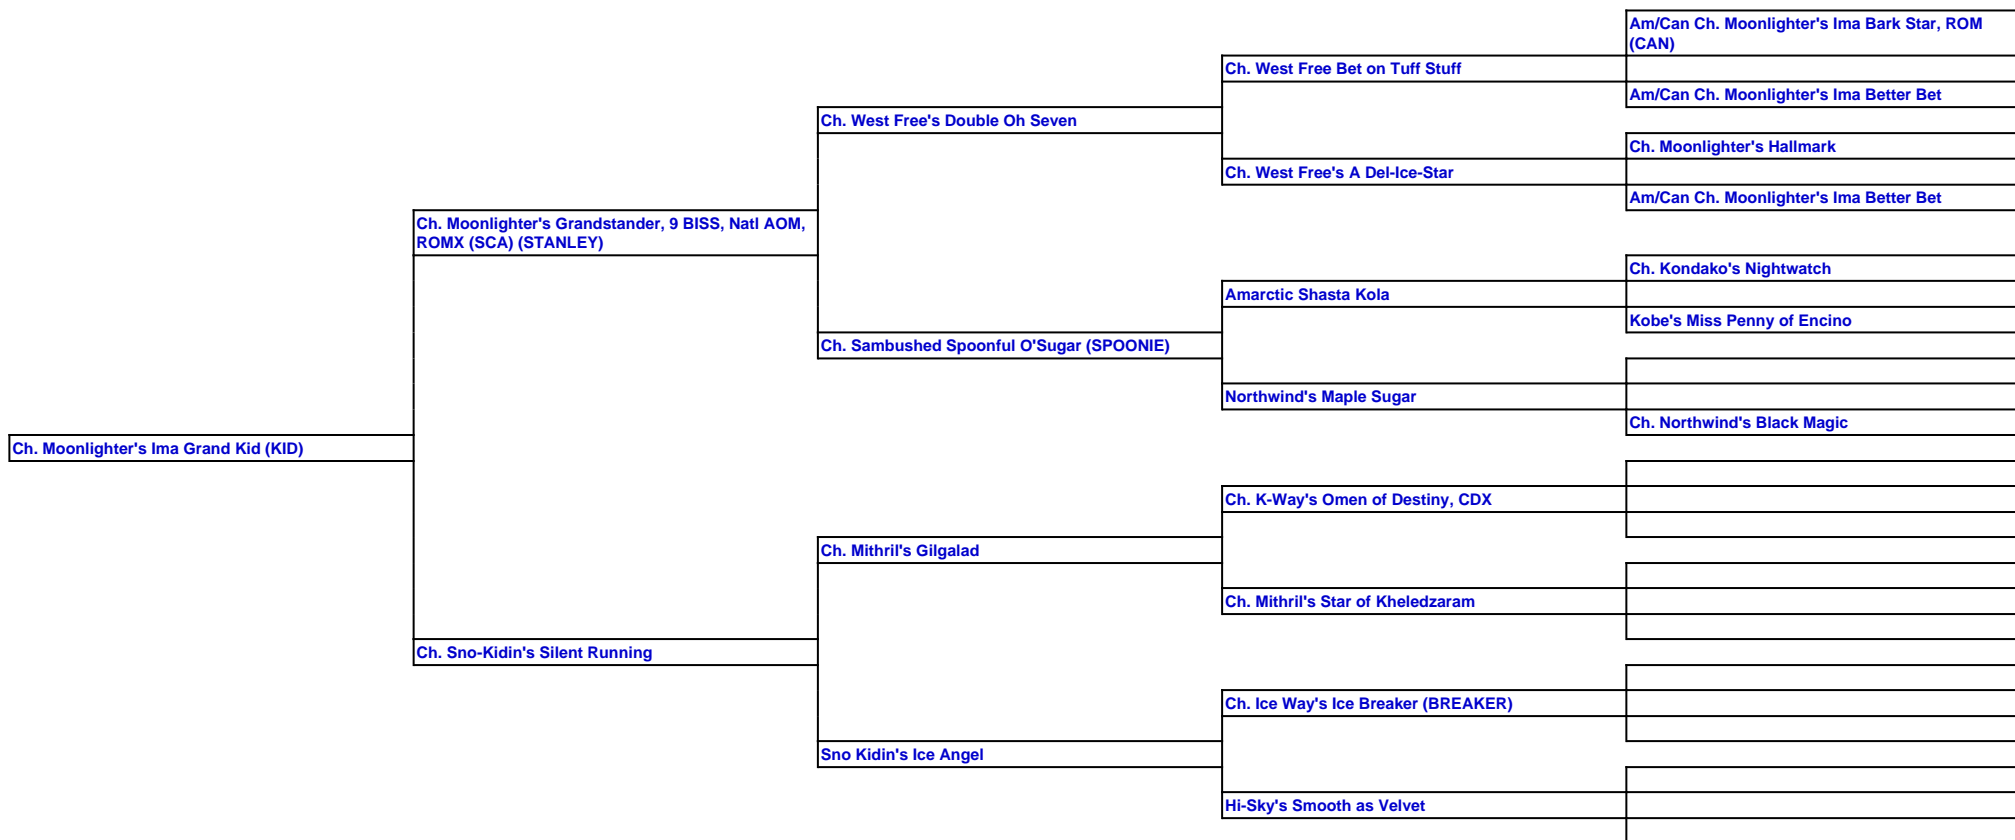 Am/Can Ch. Moonlighter's Ima Bark Star, ROM
(CAN)
Ch. West Free Bet on Tuff Stuff
Am/Can Ch. Moonlighter's Ima Better Bet
Ch. West Free's Double Oh Seven
Ch. Moonlighter's Hallmark
Ch. West Free's A Del-Ice-Star
Am/Can Ch. Moonlighter's Ima Better Bet
Ch. Moonlighter's Grandstander, 9 BISS, Natl AOM,
ROMX (SCA) (STANLEY)
Ch. Kondako's Nightwatch
Amarctic Shasta Kola
Kobe's Miss Penny of Encino
Ch. Sambushed Spoonful O'Sugar (SPOONIE)
Northwind's Maple Sugar
Ch. Northwind's Black Magic
Ch. Moonlighter's Ima Grand Kid (KID)
Ch. K-Way's Omen of Destiny, CDX
Ch. Mithril's Gilgalad
Ch. Mithril's Star of Kheledzaram
Ch. Sno-Kidin's Silent Running
Ch. Ice Way's Ice Breaker (BREAKER)
Sno Kidin's Ice Angel
Hi-Sky's Smooth as Velvet